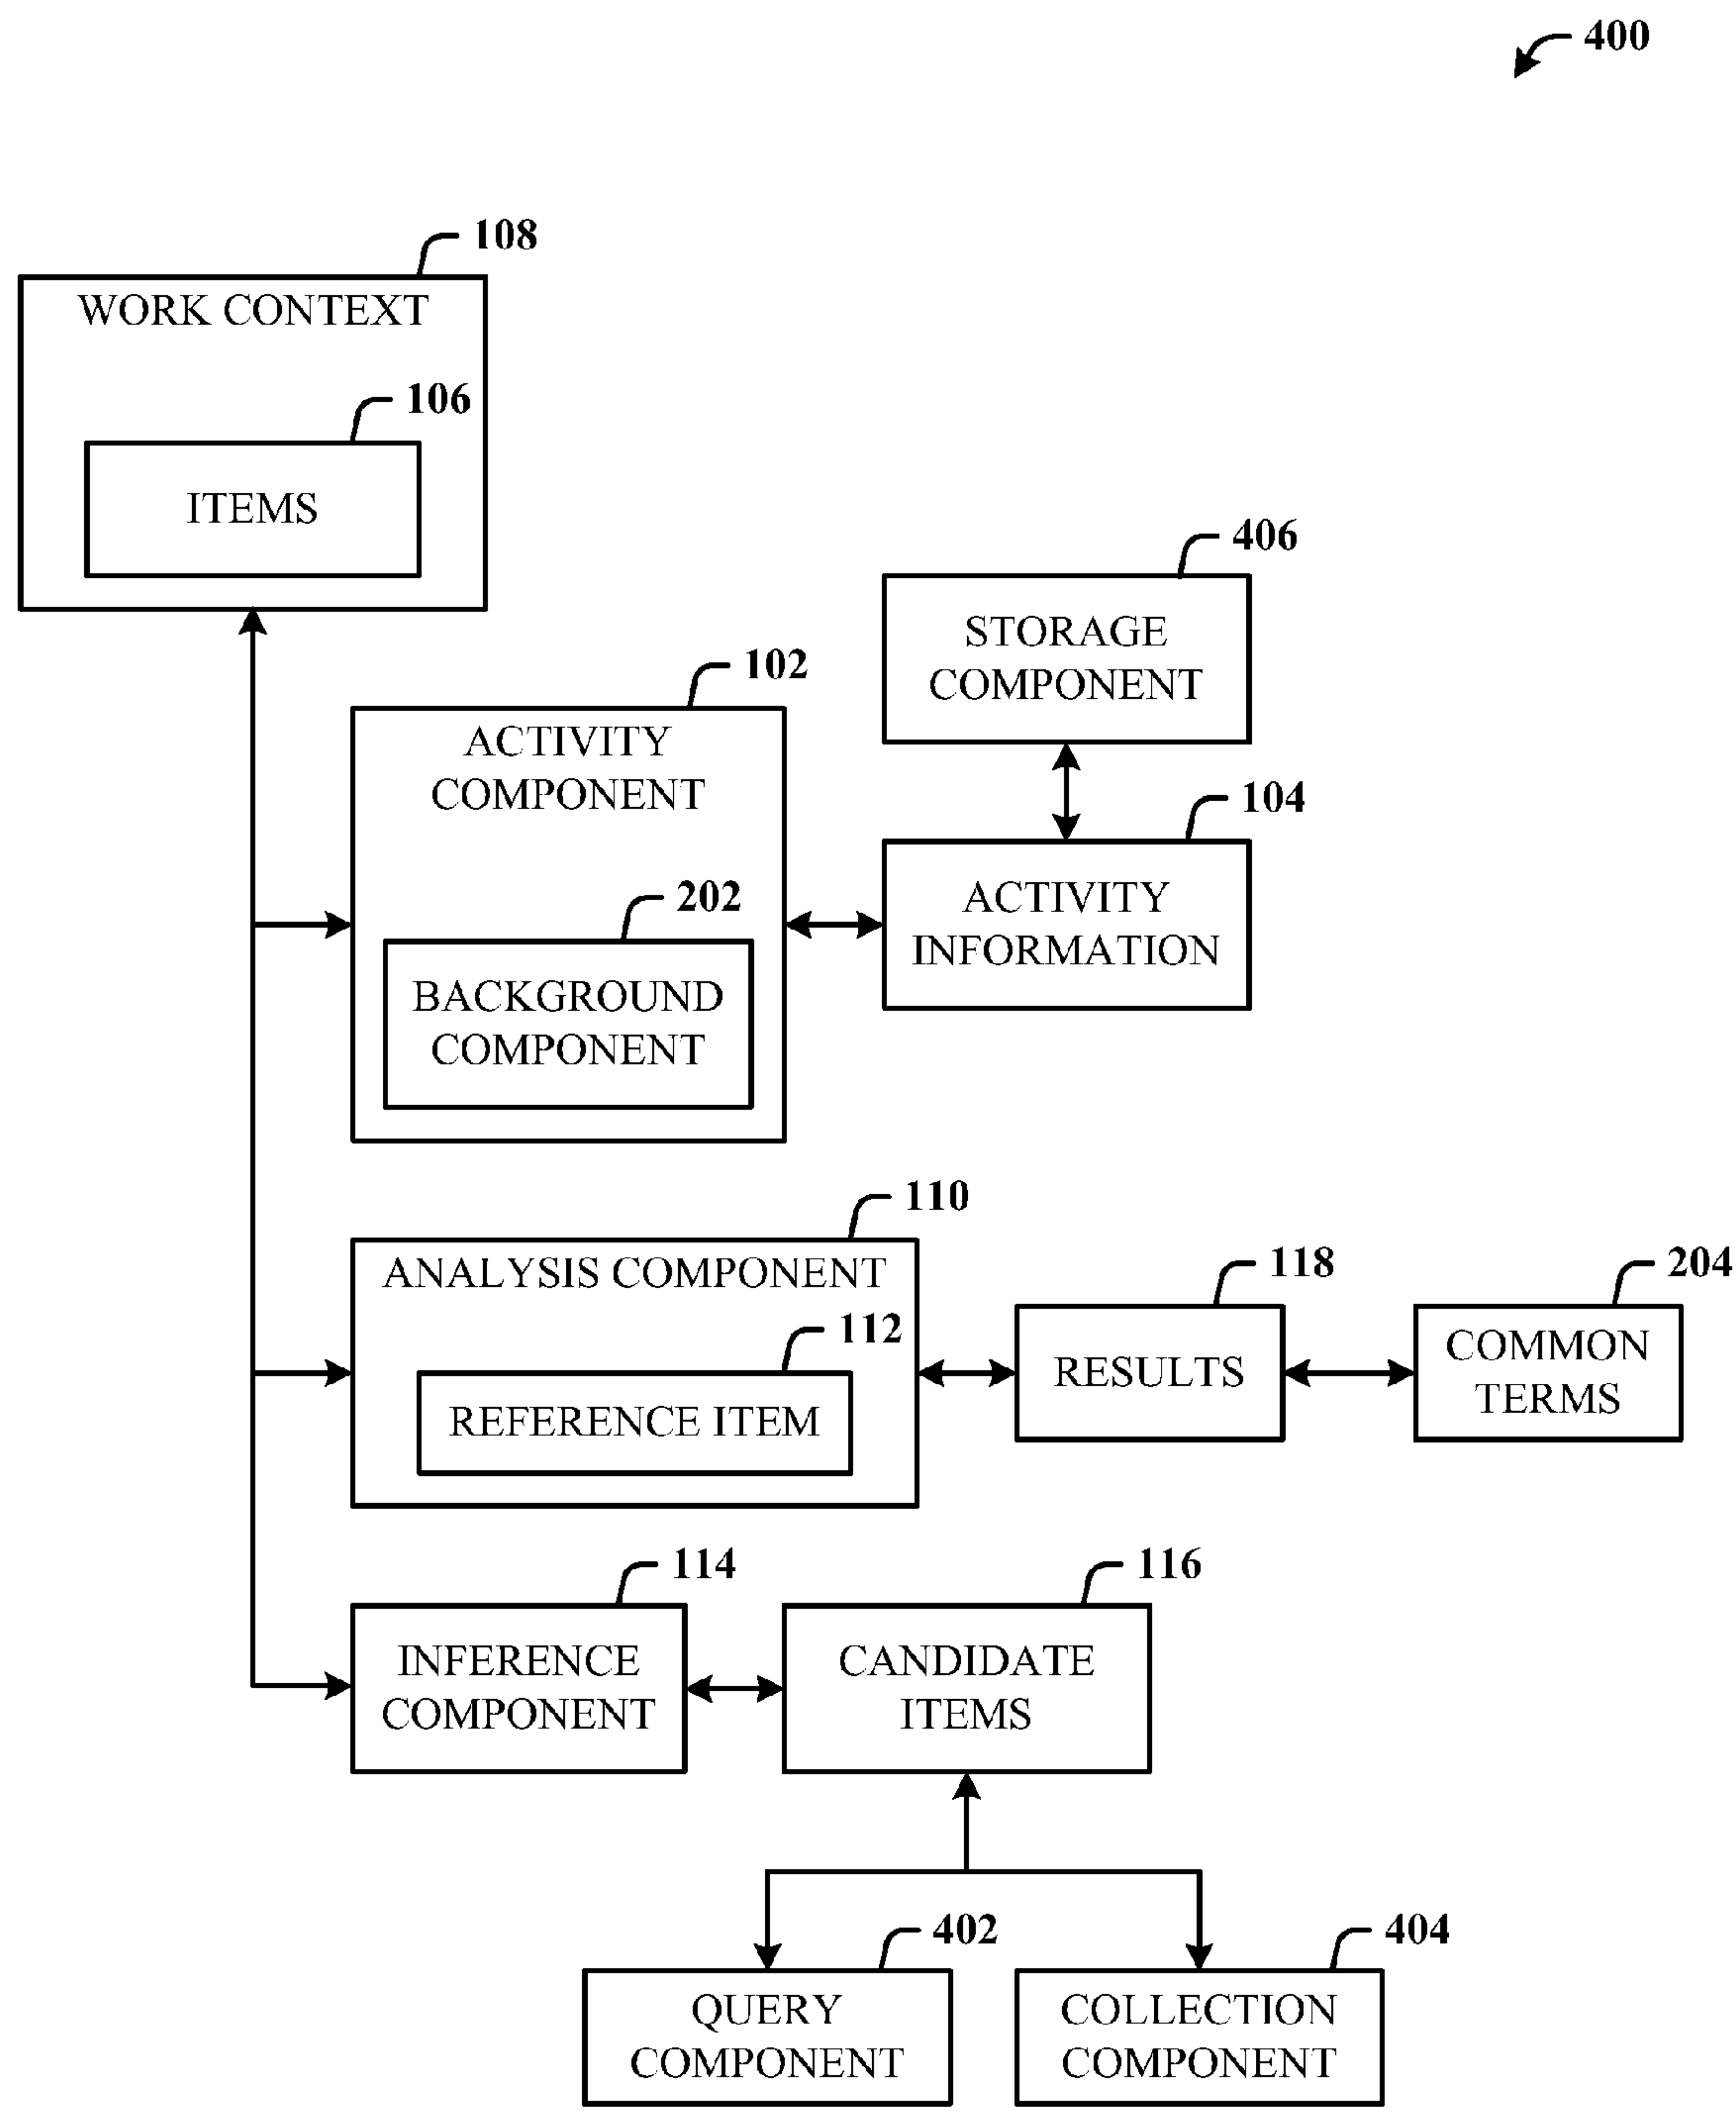 400
108
WORK CONTEXT
106
ITEMS
406
STORAGE
COMPONENT
102
ACTIVITY
COMPONENT
104
ACTIVITY
INFORMATION
202
BACKGROUND
COMPONENT
110
ANALYSIS COMPONENT
112
REFERENCE ITEM
118
RESULTS
204
COMMON
TERMS
114
INFERENCE
COMPONENT
116
CANDIDATE
ITEMS
402
QUERY
COMPONENT
404
COLLECTION
COMPONENT